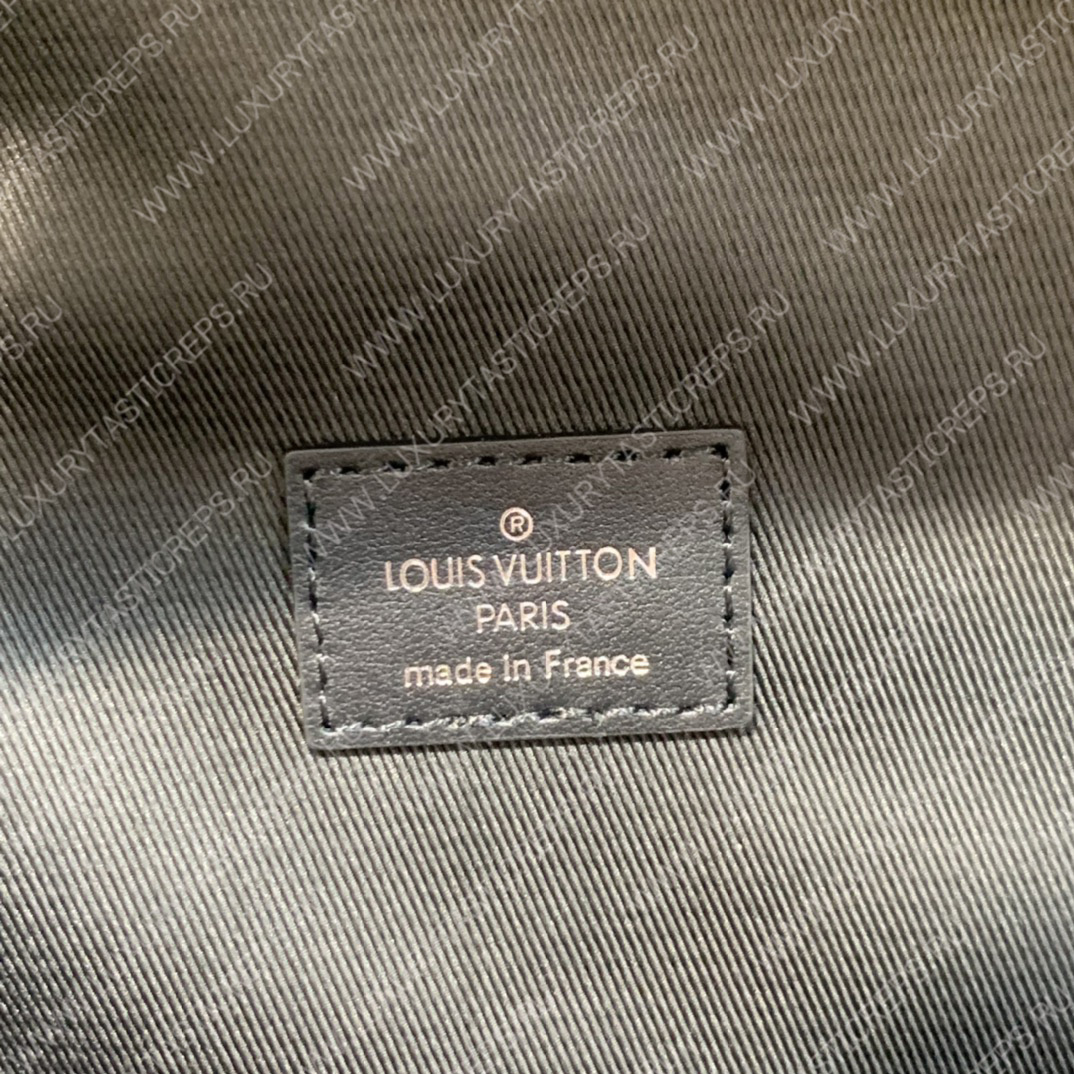 ®
LOUIS VUITTON
PARIS
made in France
WWW.LUXURYTASTICREPS.RU